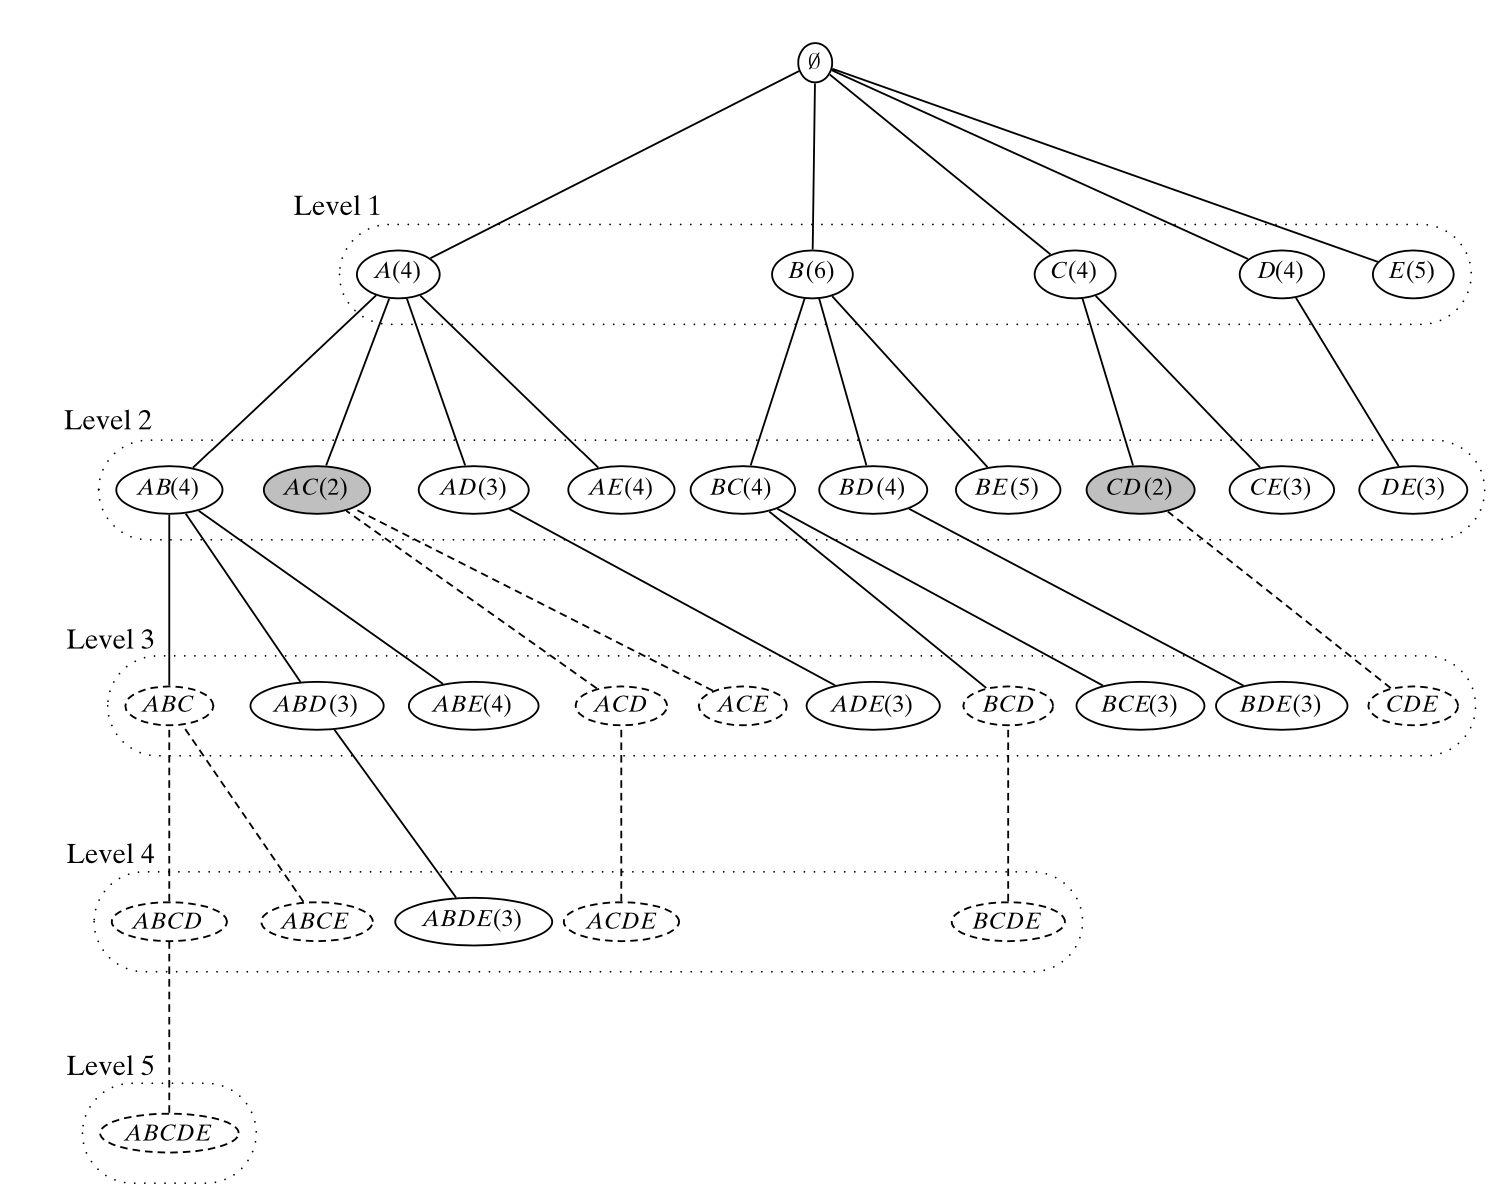 ∅
Level 1
A(4) B(6) C(4) D(4) E(5)
Level 2
AB(4) AC(2) AD(3) AE(4) BC(4) BD(4) BE(5) CD(2) CE(3) DE(3)
Level 3
ABC ABD(3) ABE(4) ACD ACE ADE(3) BCD BCE(3) BDE(3) CDE
Level 4
ABCD ABCE ABDE(3) ACDE BCDE
Level 5
ABCDE